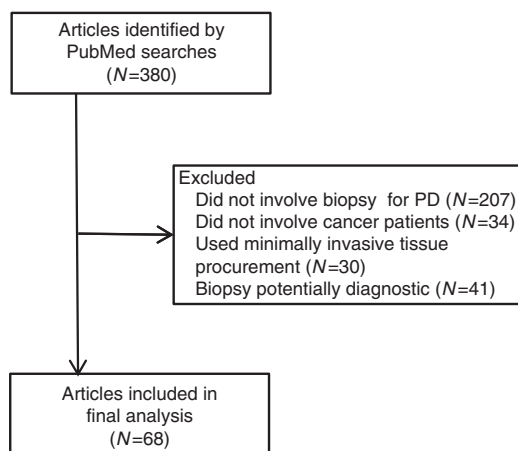 Articles identified by
PubMed searches
(N=380)
Excluded
Did not involve biopsy for PD (N=207)
Did not involve cancer patients (N=34)
Used minimally invasive tissue
procurement (N=30)
Biopsy potentially diagnostic (N=41)
Articles included in
final analysis
(N=68)